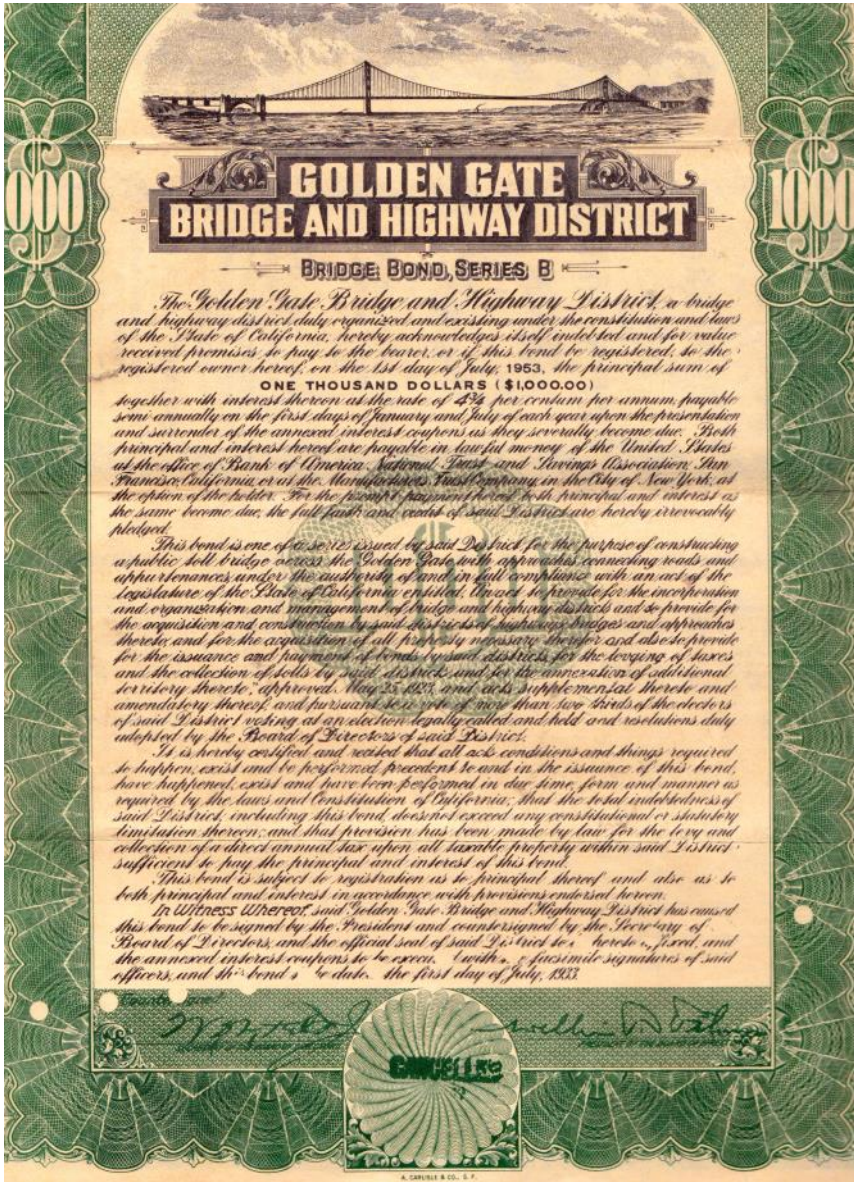 000
1000
GOLDEN GATE
BRIDGE AND HIGHWAY DISTRICT
BRIDGE BOND, SERIES B
The Golden Gate Bridge and Highway District, a bridge
and highway district duly organized and existing under the constitution and laws
of the State of California, hereby acknowledges itself indebted and for value
received promises to pay to the bearer, or if this bond be registered, to the
registered owner hereof, on the 1st day of July, 1953, the principal sum of
ONE THOUSAND DOLLARS ($1,000.00)
together with interest thereon at the rate of 4¾ per centum per annum, payable
semi annually on the first days of January and July of each year upon the presentation
and surrender of the annexed interest coupons as they severally become due. Both
principal and interest hereof are payable in lawful money of the United States
at the office of Bank of America National Trust and Savings Association, San
Francisco, California, or at the Manufacturers Trust Company, in the City of New York, at
the option of the holder. For the prompt payment hereof, both principal and interest as
the same become due, the full faith and credit of said District are hereby irrevocably
pledged.
This bond is one of a series issued by said District for the purpose of constructing
a public toll bridge across the Golden Gate with approaches connecting roads and
appurtenances, under the authority of and in full compliance with an act of the
legislature of the State of California entitled: "An act to provide for the incorporation
and organization and management of bridge and highway districts and to provide for
the acquisition and construction by said districts of highways bridges and approaches
thereto, and for the acquisition of all property necessary therefor and also to provide
for the issuance and payment of bonds by said districts, for the levying of taxes
and the collection of tolls by said district, and for the annexation of additional
territory thereto," approved May 25, 1923, and acts supplemental thereto and
amendatory thereof, and pursuant to a vote of more than two thirds of the electors
of said District voting at an election legally called and held and resolutions duly
adopted by the Board of Directors of said District.
It is hereby certified and recited that all acts conditions and things required
to happen, exist and be performed precedent to and in the issuance of this bond,
have happened, exist and have been performed in due time, form and manner as
required by the laws and Constitution of California; that the total indebtedness of
said District, including this bond, does not exceed any constitutional or statutory
limitation thereon; and that provision has been made by law for the levy and
collection of a direct annual tax upon all taxable property within said District
sufficient to pay the principal and interest of this bond.
This bond is subject to registration as to principal thereof and also as to
both principal and interest in accordance with provisions endorsed hereon.
In Witness Whereof, said Golden Gate Bridge and Highway District has caused
this bond to be signed by the President and countersigned by the Secretary of
Board of Directors, and the official seal of said District to hereto fixed, and
the annexed interest coupons to be facsimile signatures of said
officers, and this bond date the first day of July, 1933.
CANCELLED
A. CARLISLE & CO., S. F.